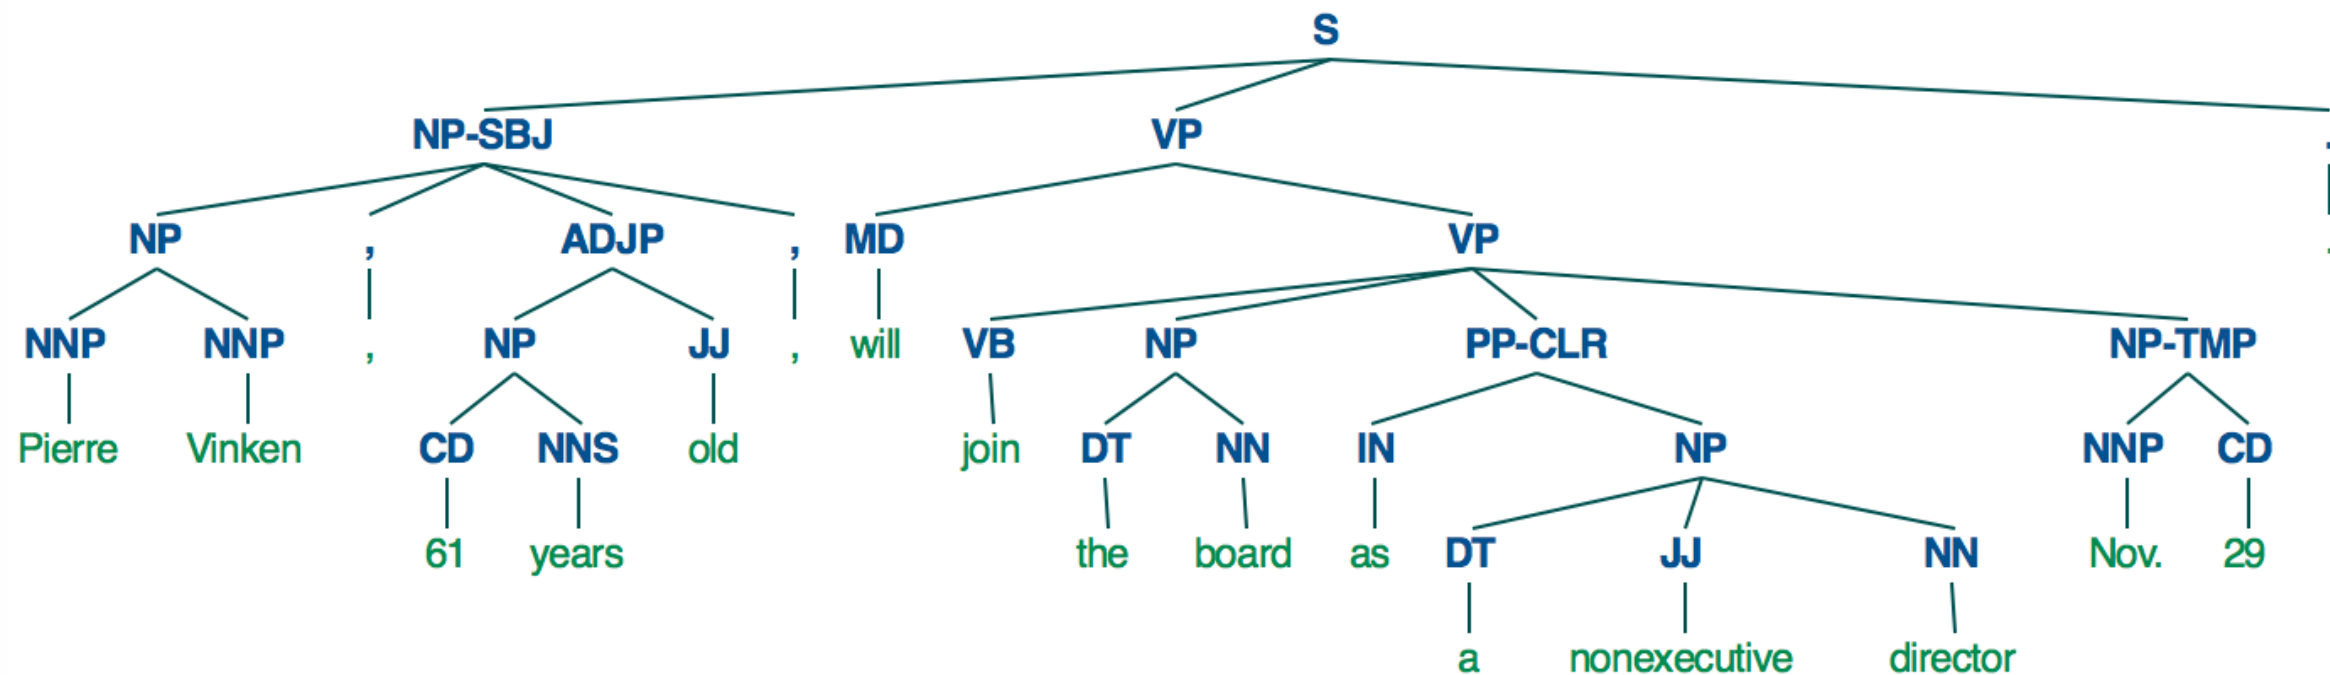 S
NP-SBJ VP .
NP , ADJP , MD VP .
NNP NNP , NP JJ , will VB NP PP-CLR NP-TMP
Pierre Vinken CD NNS old join DT NN IN NP NNP CD
61 years the board as DT JJ NN Nov. 29
a nonexecutive director